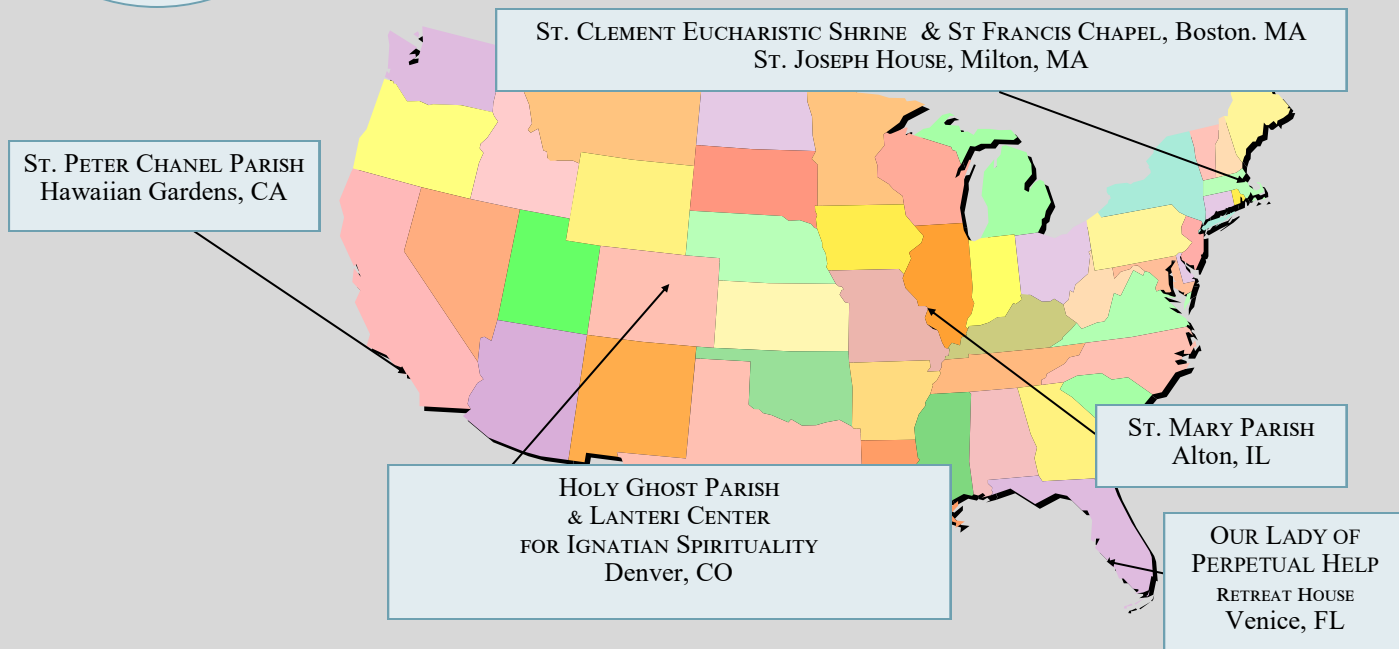 St. Clement Eucharistic Shrine & St Francis Chapel, Boston. MA
St. Joseph House, Milton, MA
St. Peter Chanel Parish
Hawaiian Gardens, CA
St. Mary Parish
Alton, IL
Holy Ghost Parish
& Lanteri Center
for Ignatian Spirituality
Denver, CO
Our Lady of
Perpetual Help
Retreat House
Venice, FL